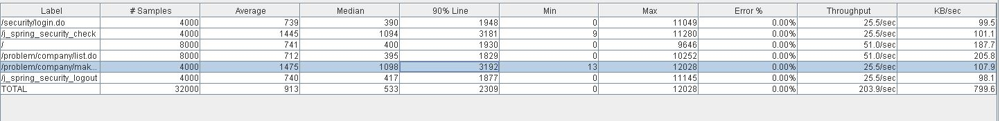 Label # Samples Average Median 90% Line Min Max Error % Throughput KB/sec
/security/login.do 4000 739 390 1948 0 11049 0.00% 25.5/sec 99.5
/j_spring_security_check 4000 1445 1094 3181 9 11280 0.00% 25.5/sec 101.1
/ 8000 741 400 1930 0 9646 0.00% 51.0/sec 187.7
/problem/company/list.do 8000 712 395 1829 0 10252 0.00% 51.0/sec 205.8
/problem/company/mak... 4000 1475 1098 3192 13 12028 0.00% 25.5/sec 107.9
/j_spring_security_logout 4000 740 417 1877 0 11145 0.00% 25.5/sec 98.1
TOTAL 32000 913 533 2309 0 12028 0.00% 203.9/sec 799.6